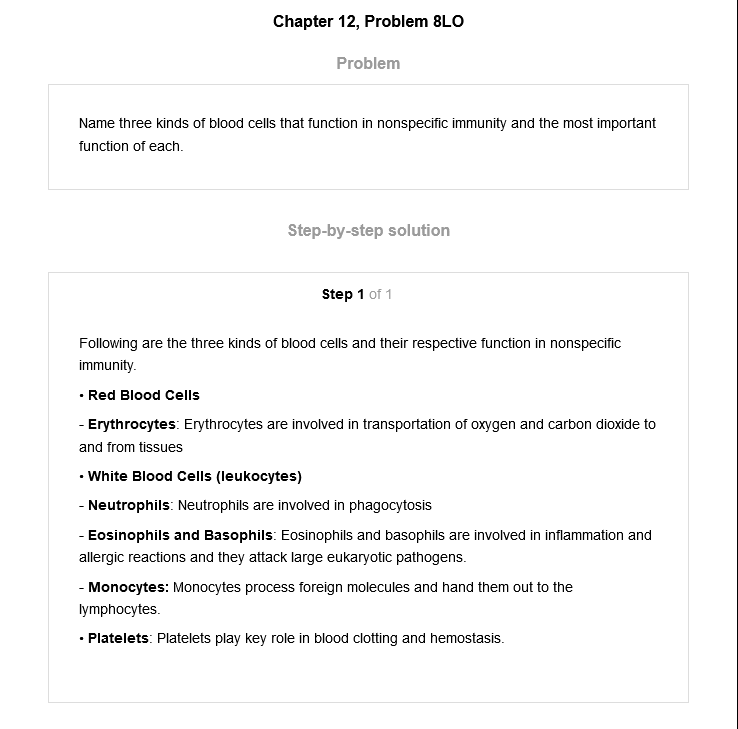 Chapter 12, Problem 8LO
Problem
Name three kinds of blood cells that function in nonspecific immunity and the most important
function of each.
Step-by-step solution
Step 1 of 1
Following are the three kinds of blood cells and their respective function in nonspecific
immunity.
• Red Blood Cells
- Erythrocytes: Erythrocytes are involved in transportation of oxygen and carbon dioxide to
and from tissues
• White Blood Cells (leukocytes)
- Neutrophils: Neutrophils are involved in phagocytosis
- Eosinophils and Basophils: Eosinophils and basophils are involved in inflammation and
allergic reactions and they attack large eukaryotic pathogens.
- Monocytes: Monocytes process foreign molecules and hand them out to the
lymphocytes.
• Platelets: Platelets play key role in blood clotting and hemostasis.